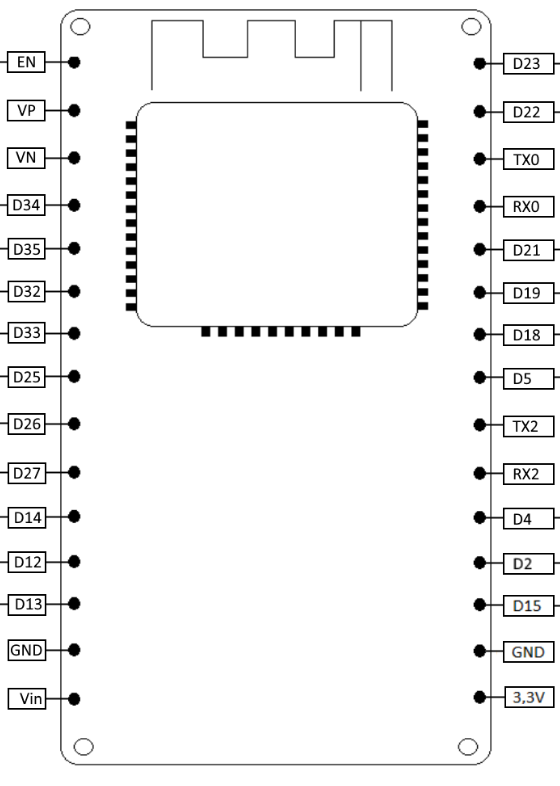 EN
VP
VN
D34
D35
D32
D33
D25
D26
D27
D14
D12
D13
GND
Vin
D23
D22
TX0
RX0
D21
D19
D18
D5
TX2
RX2
D4
D2
D15
GND
3,3V